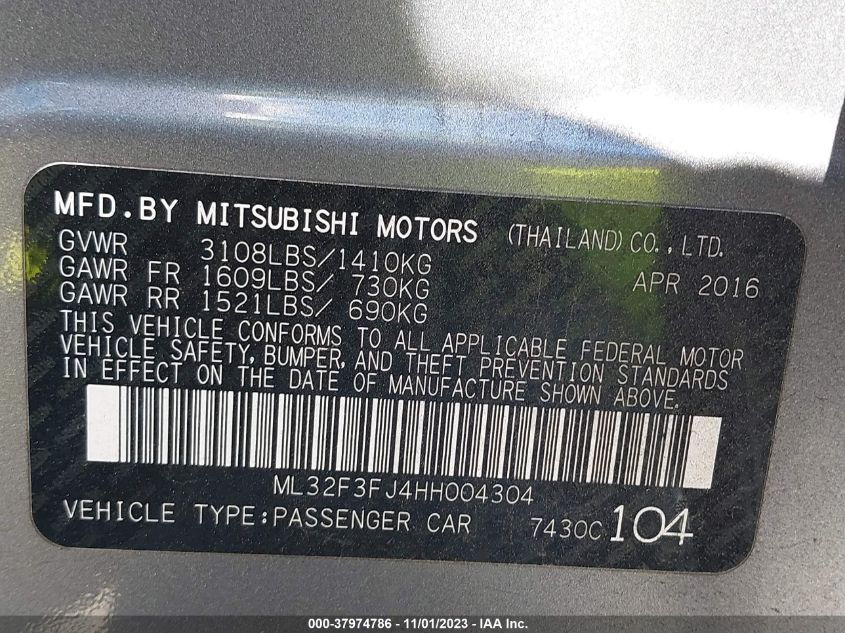 MFD.BY MITSUBISHI MOTORS (THAILAND) CO., LTD.
GVWR 3108LBS/1410KG
GAWR FR 1609LBS/ 730KG APR 2016
GAWR RR 1521LBS/ 690KG
THIS VEHICLE CONFORMS TO ALL APPLICABLE FEDERAL MOTOR
VEHICLE SAFETY, BUMPER, AND THEFT PREVENTION STANDARDS
IN EFFECT ON THE DATE OF MANUFACTURE SHOWN ABOVE.
ML32F3FJ4HH004304
VEHICLE TYPE:PASSENGER CAR 7430C 104
000-37974786 - 11/01/2023 - IAA Inc.